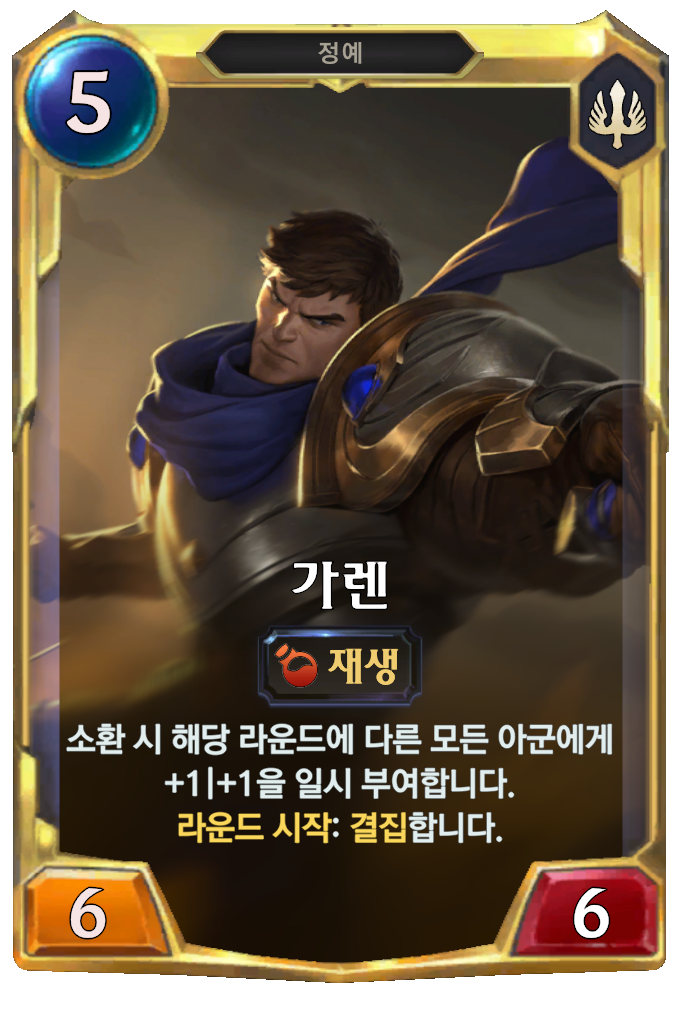 정예
5
가렌
재생
소환 시 해당 라운드에 다른 모든 아군에게
+1|+1을 일시 부여합니다.
라운드 시작: 결집합니다.
6
6